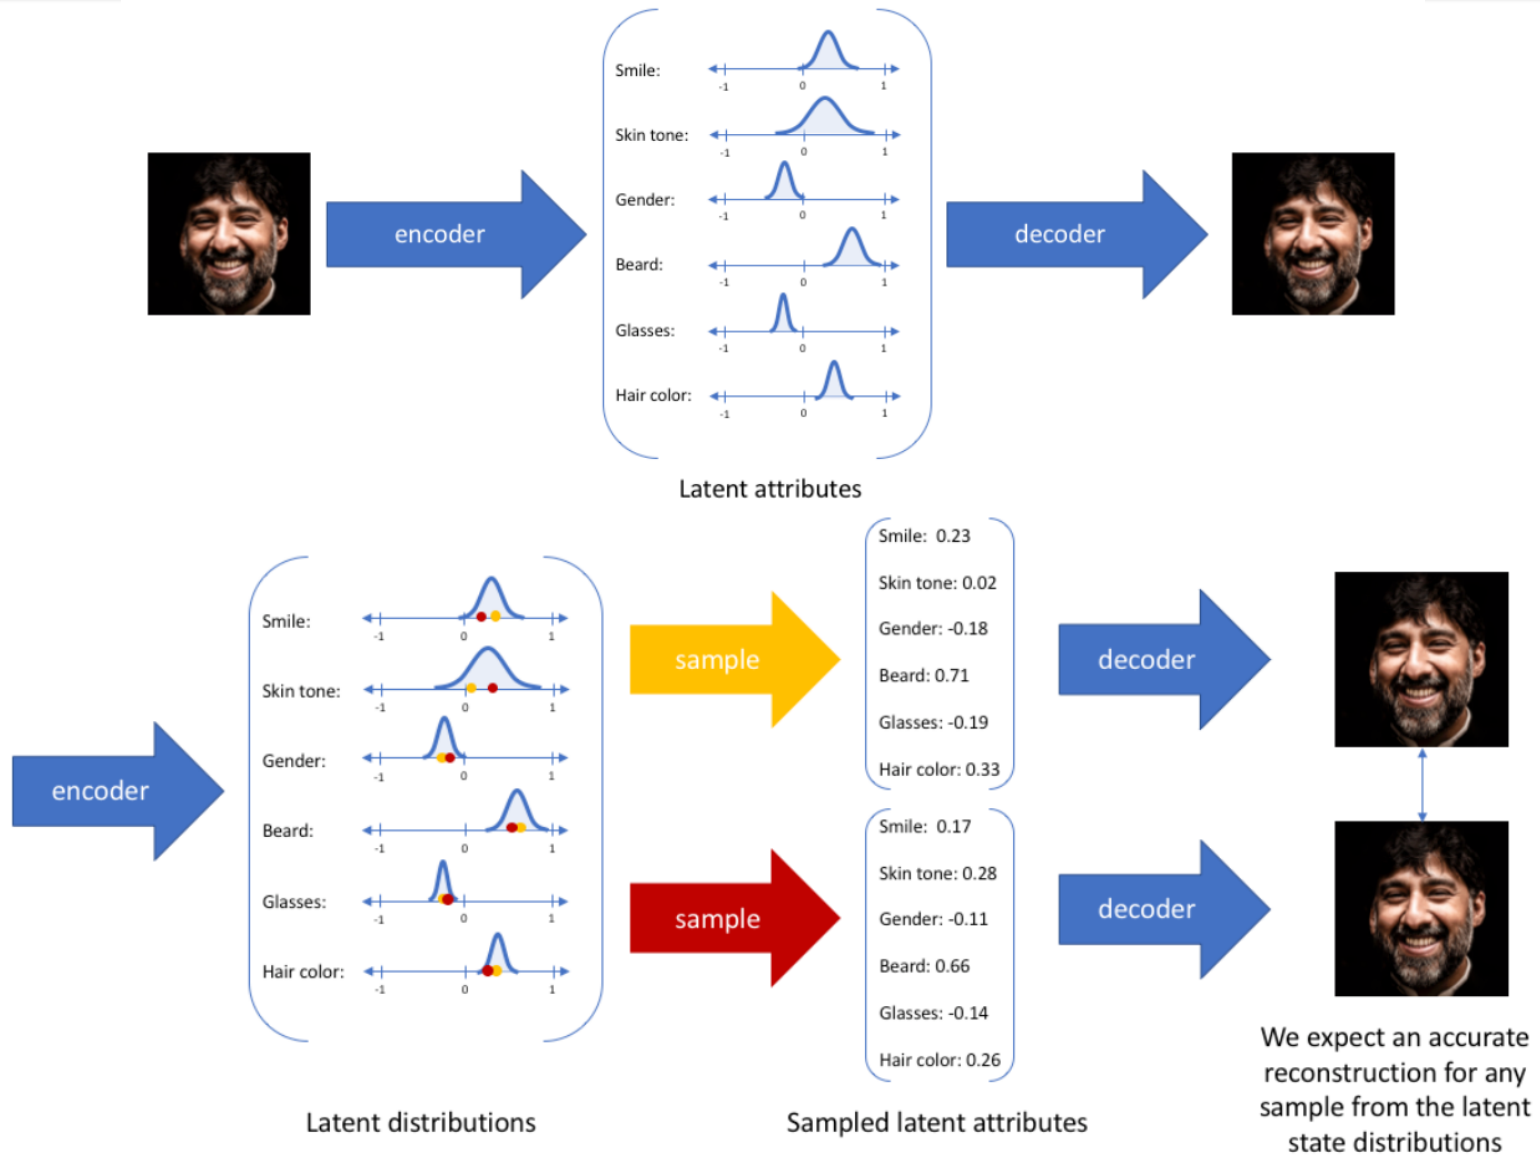 Smile:
-1 0 1
Skin tone:
-1 0 1
Gender:
-1 0 1
encoder
decoder
Beard:
-1 0 1
Glasses:
-1 0 1
Hair color:
-1 0 1
Latent attributes
encoder
Smile:
-1 0 1
Skin tone:
-1 0 1
Gender:
-1 0 1
Beard:
-1 0 1
Glasses:
-1 0 1
Hair color:
-1 0 1
Latent distributions
sample
Smile: 0.23
Skin tone: 0.02
Gender: -0.18
Beard: 0.71
Glasses: -0.19
Hair color: 0.33
decoder
sample
Smile: 0.17
Skin tone: 0.28
Gender: -0.11
Beard: 0.66
Glasses: -0.14
Hair color: 0.26
decoder
Sampled latent attributes
We expect an accurate
reconstruction for any
sample from the latent
state distributions